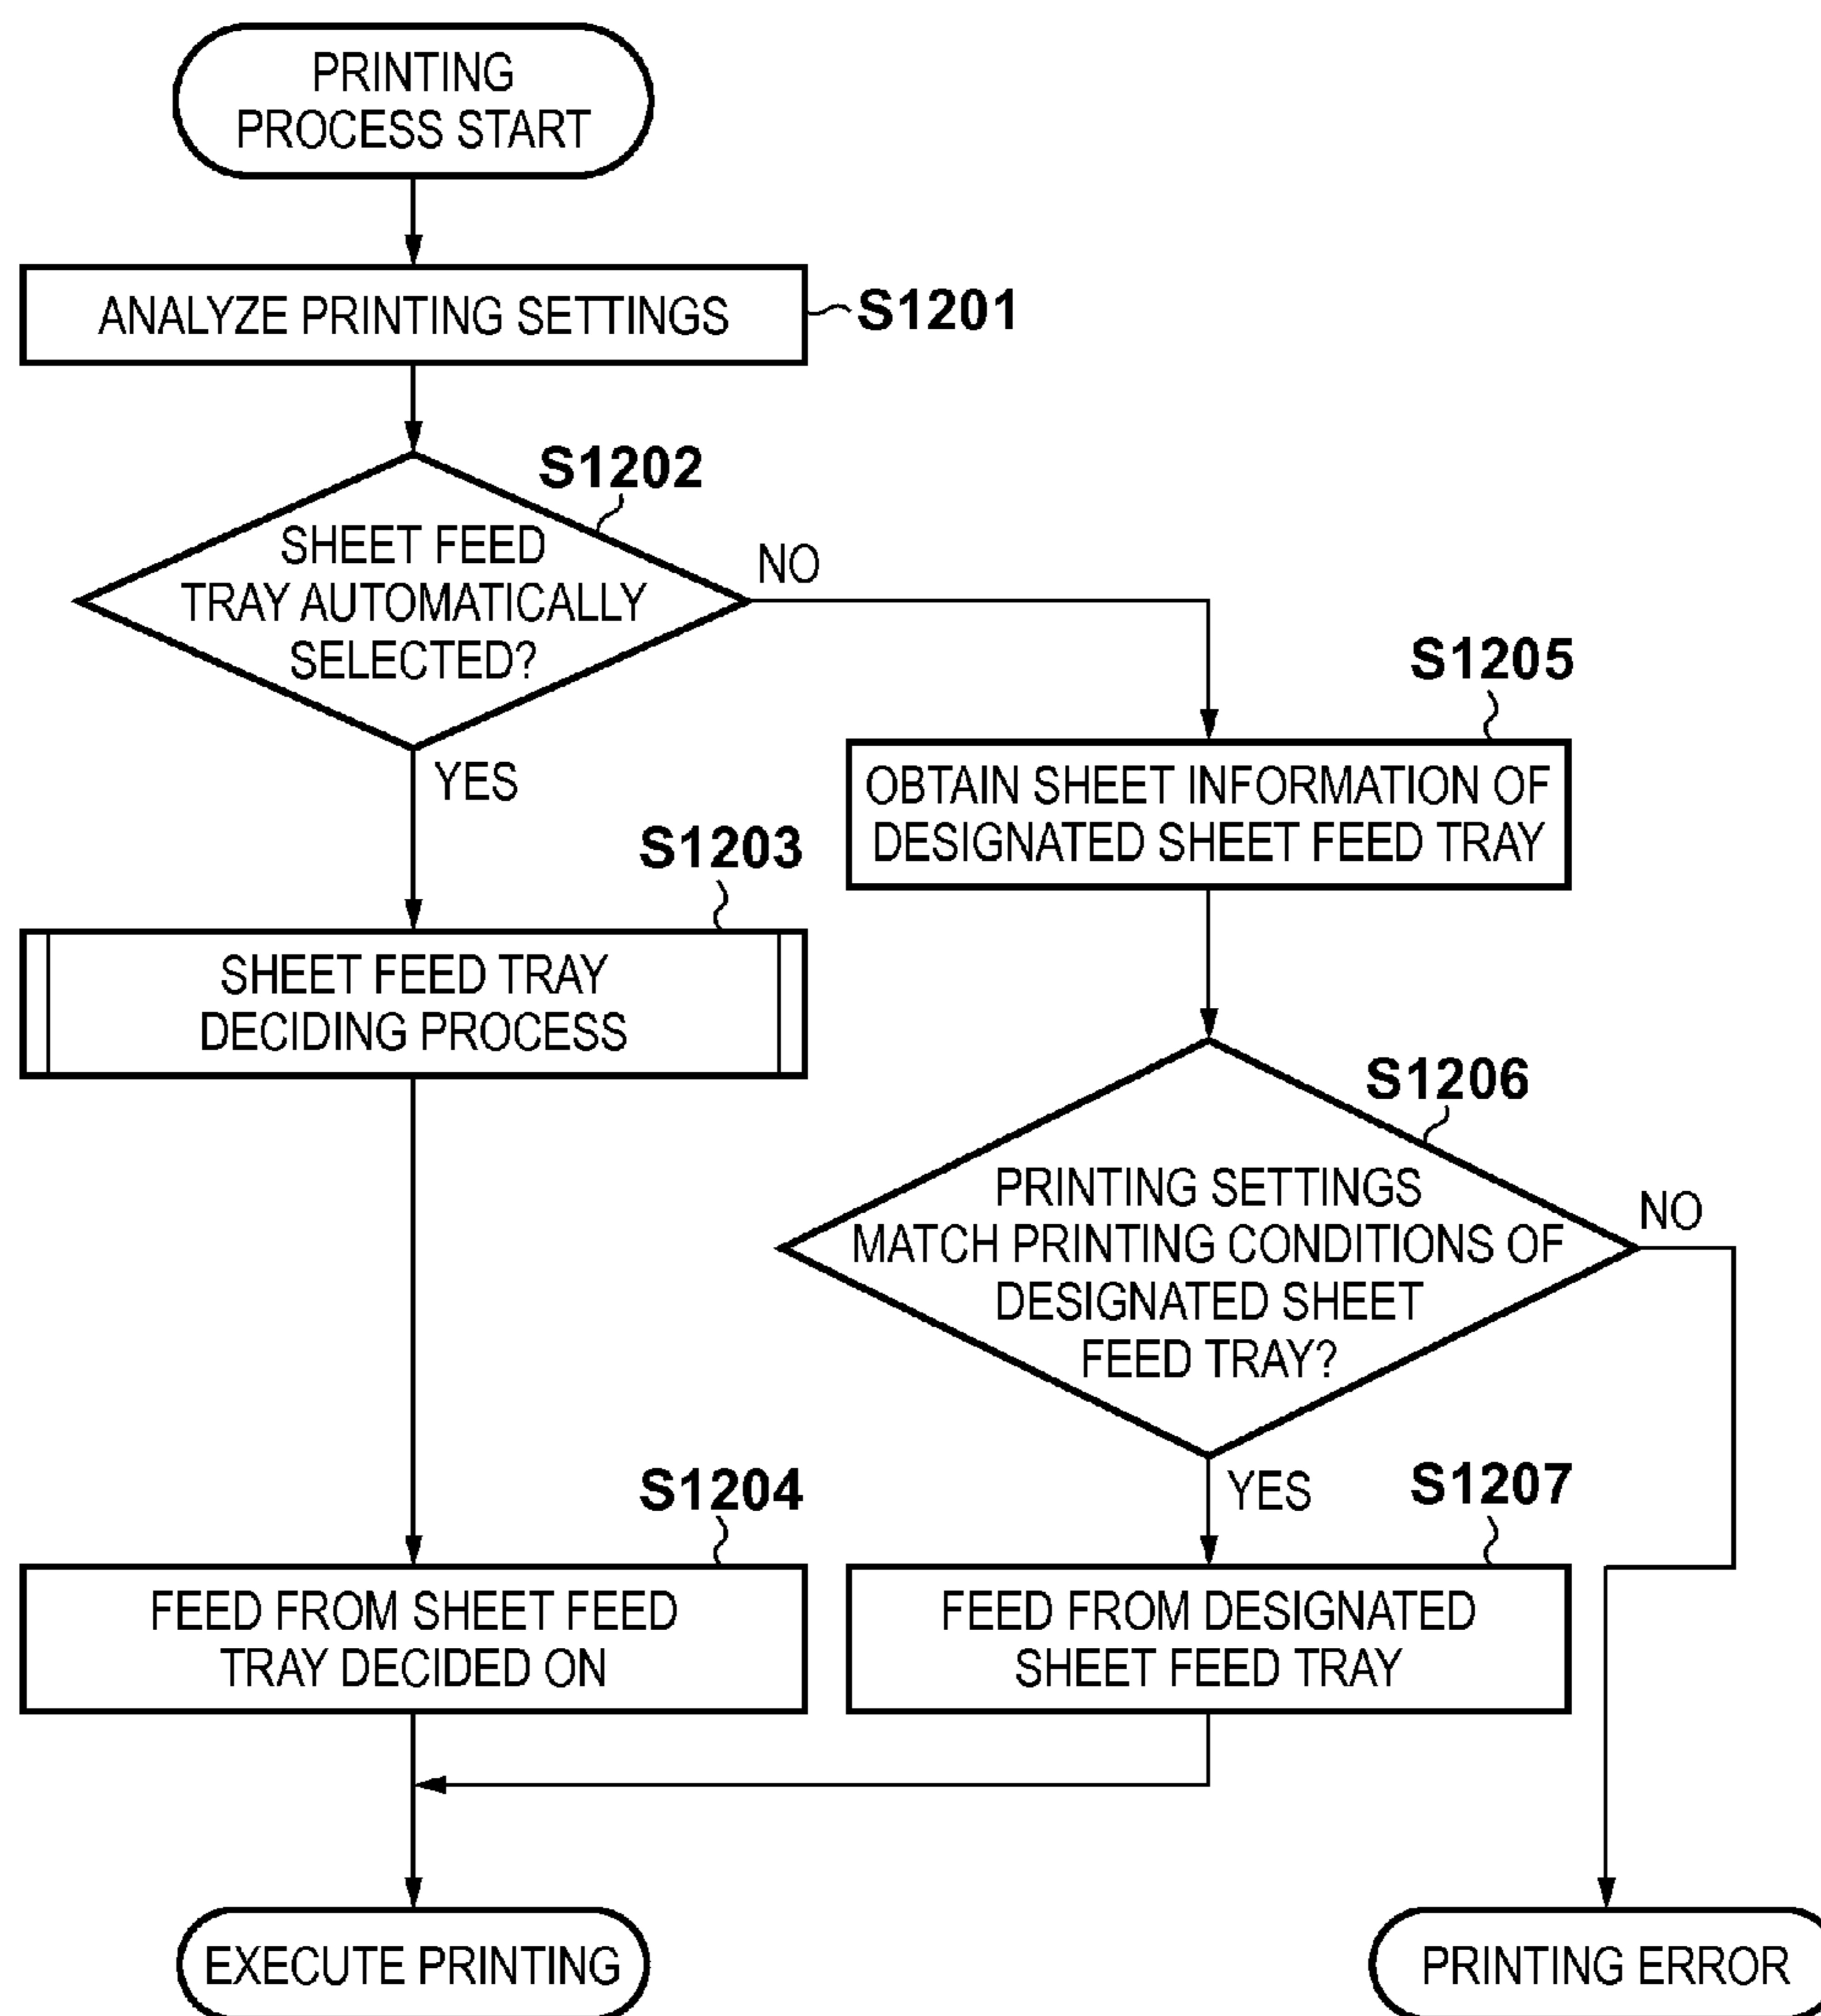 PRINTING
PROCESS START
ANALYZE PRINTING SETTINGS
S1201
S1202
SHEET FEED
TRAY AUTOMATICALLY
SELECTED?
NO
YES
S1203
SHEET FEED TRAY
DECIDING PROCESS
S1204
FEED FROM SHEET FEED
TRAY DECIDED ON
S1205
OBTAIN SHEET INFORMATION OF
DESIGNATED SHEET FEED TRAY
S1206
PRINTING SETTINGS
MATCH PRINTING CONDITIONS OF
DESIGNATED SHEET
FEED TRAY?
NO
YES
S1207
FEED FROM DESIGNATED
SHEET FEED TRAY
EXECUTE PRINTING
PRINTING ERROR